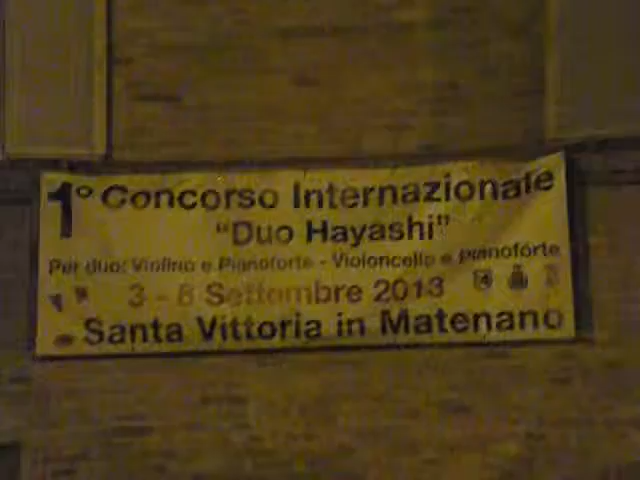 1° Concorso Internazionale
"Duo Hayashi"
Per duo: Violino e Pianoforte - Violoncello e pianoforte
3 - 8 Settembre 2013
Santa Vittoria in Matenano